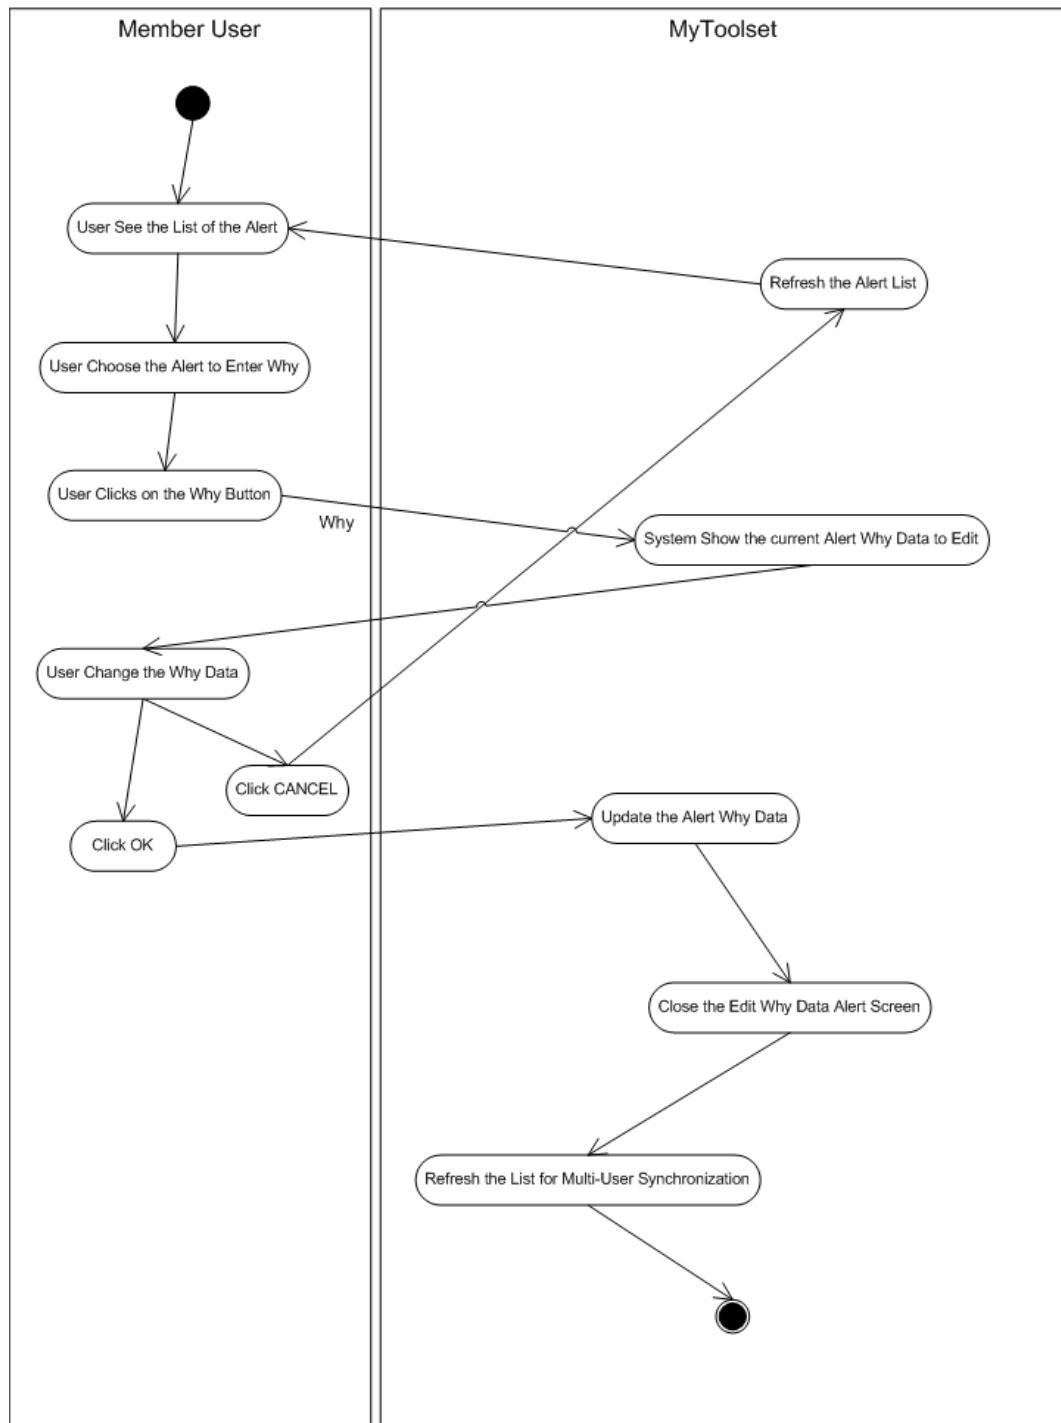 Member User
MyToolset
User See the List of the Alert
Refresh the Alert List
User Choose the Alert to Enter Why
User Clicks on the Why Button
Why
System Show the current Alert Why Data to Edit
User Change the Why Data
Click CANCEL
Update the Alert Why Data
Click OK
Close the Edit Why Data Alert Screen
Refresh the List for Multi-User Synchronization